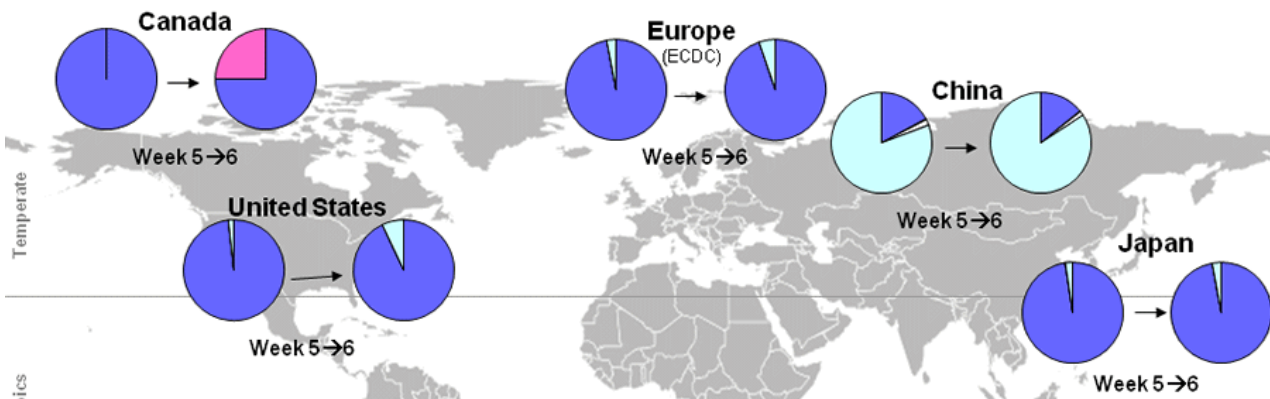 Canada
Week 5→6
United States
Week 5→6
Europe
(ECDC)
Week 5→6
China
Week 5→6
Japan
Week 5→6
Temperate